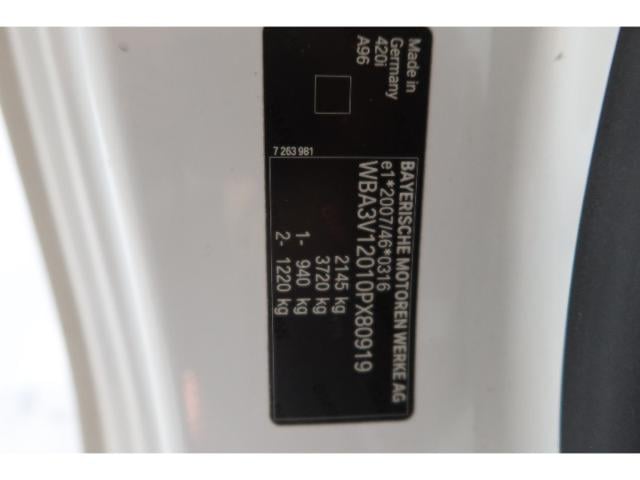 Made in
Germany
420i
A96
7 263 981
BAYERISCHE MOTOREN WERKE AG
e1*2007/46*0316
WBA3V12010PX80919
2145 kg
3720 kg
1- 940 kg
2- 1220 kg